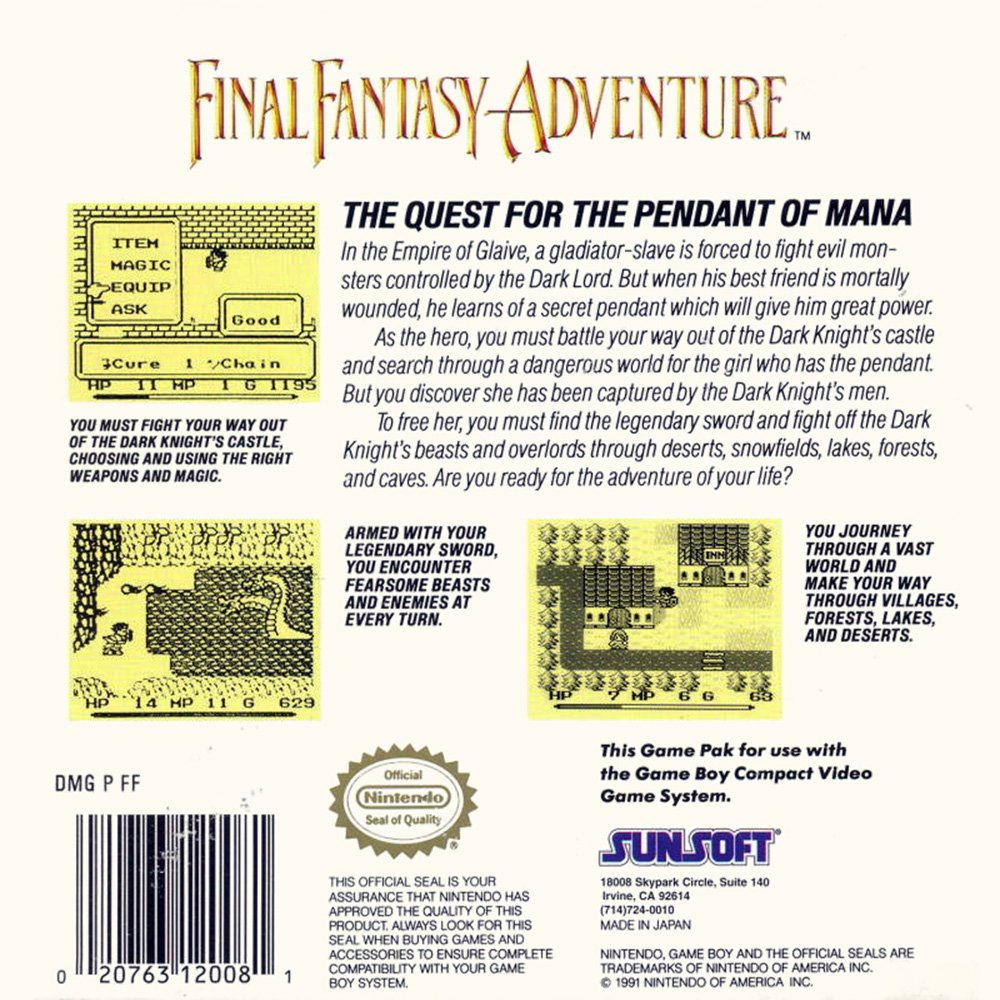 FINAL FANTASY ADVENTURE™
THE QUEST FOR THE PENDANT OF MANA
In the Empire of Glaive, a gladiator-slave is forced to fight evil mon-
sters controlled by the Dark Lord. But when his best friend is mortally
wounded, he learns of a secret pendant which will give him great power.
As the hero, you must battle your way out of the Dark Knight's castle
and search through a dangerous world for the girl who has the pendant.
But you discover she has been captured by the Dark Knight's men.
To free her, you must find the legendary sword and fight off the Dark
Knight's beasts and overlords through deserts, snowfields, lakes, forests,
and caves. Are you ready for the adventure of your life?
ITEM
MAGIC
EQUIP
ASK
Good
Cure 1 Chain
HP 11 MP 1 G 1195
YOU MUST FIGHT YOUR WAY OUT
OF THE DARK KNIGHT'S CASTLE,
CHOOSING AND USING THE RIGHT
WEAPONS AND MAGIC.
HP 14 MP 11 G 629
ARMED WITH YOUR
LEGENDARY SWORD,
YOU ENCOUNTER
FEARSOME BEASTS
AND ENEMIES AT
EVERY TURN.
INN
HP 7 MP 6 G 63
YOU JOURNEY
THROUGH A VAST
WORLD AND
MAKE YOUR WAY
THROUGH VILLAGES,
FORESTS, LAKES,
AND DESERTS.
DMG P FF
0 20763 12008 1
Official
Nintendo
Seal of Quality
®
THIS OFFICIAL SEAL IS YOUR
ASSURANCE THAT NINTENDO HAS
APPROVED THE QUALITY OF THIS
PRODUCT. ALWAYS LOOK FOR THIS
SEAL WHEN BUYING GAMES AND
ACCESSORIES TO ENSURE COMPLETE
COMPATIBILITY WITH YOUR GAME
BOY SYSTEM.
This Game Pak for use with
the Game Boy Compact Video
Game System.
SUNSOFT®
18008 Skypark Circle, Suite 140
Irvine, CA 92614
(714)724-0010
MADE IN JAPAN
NINTENDO, GAME BOY AND THE OFFICIAL SEALS ARE
TRADEMARKS OF NINTENDO OF AMERICA INC.
© 1991 NINTENDO OF AMERICA INC.